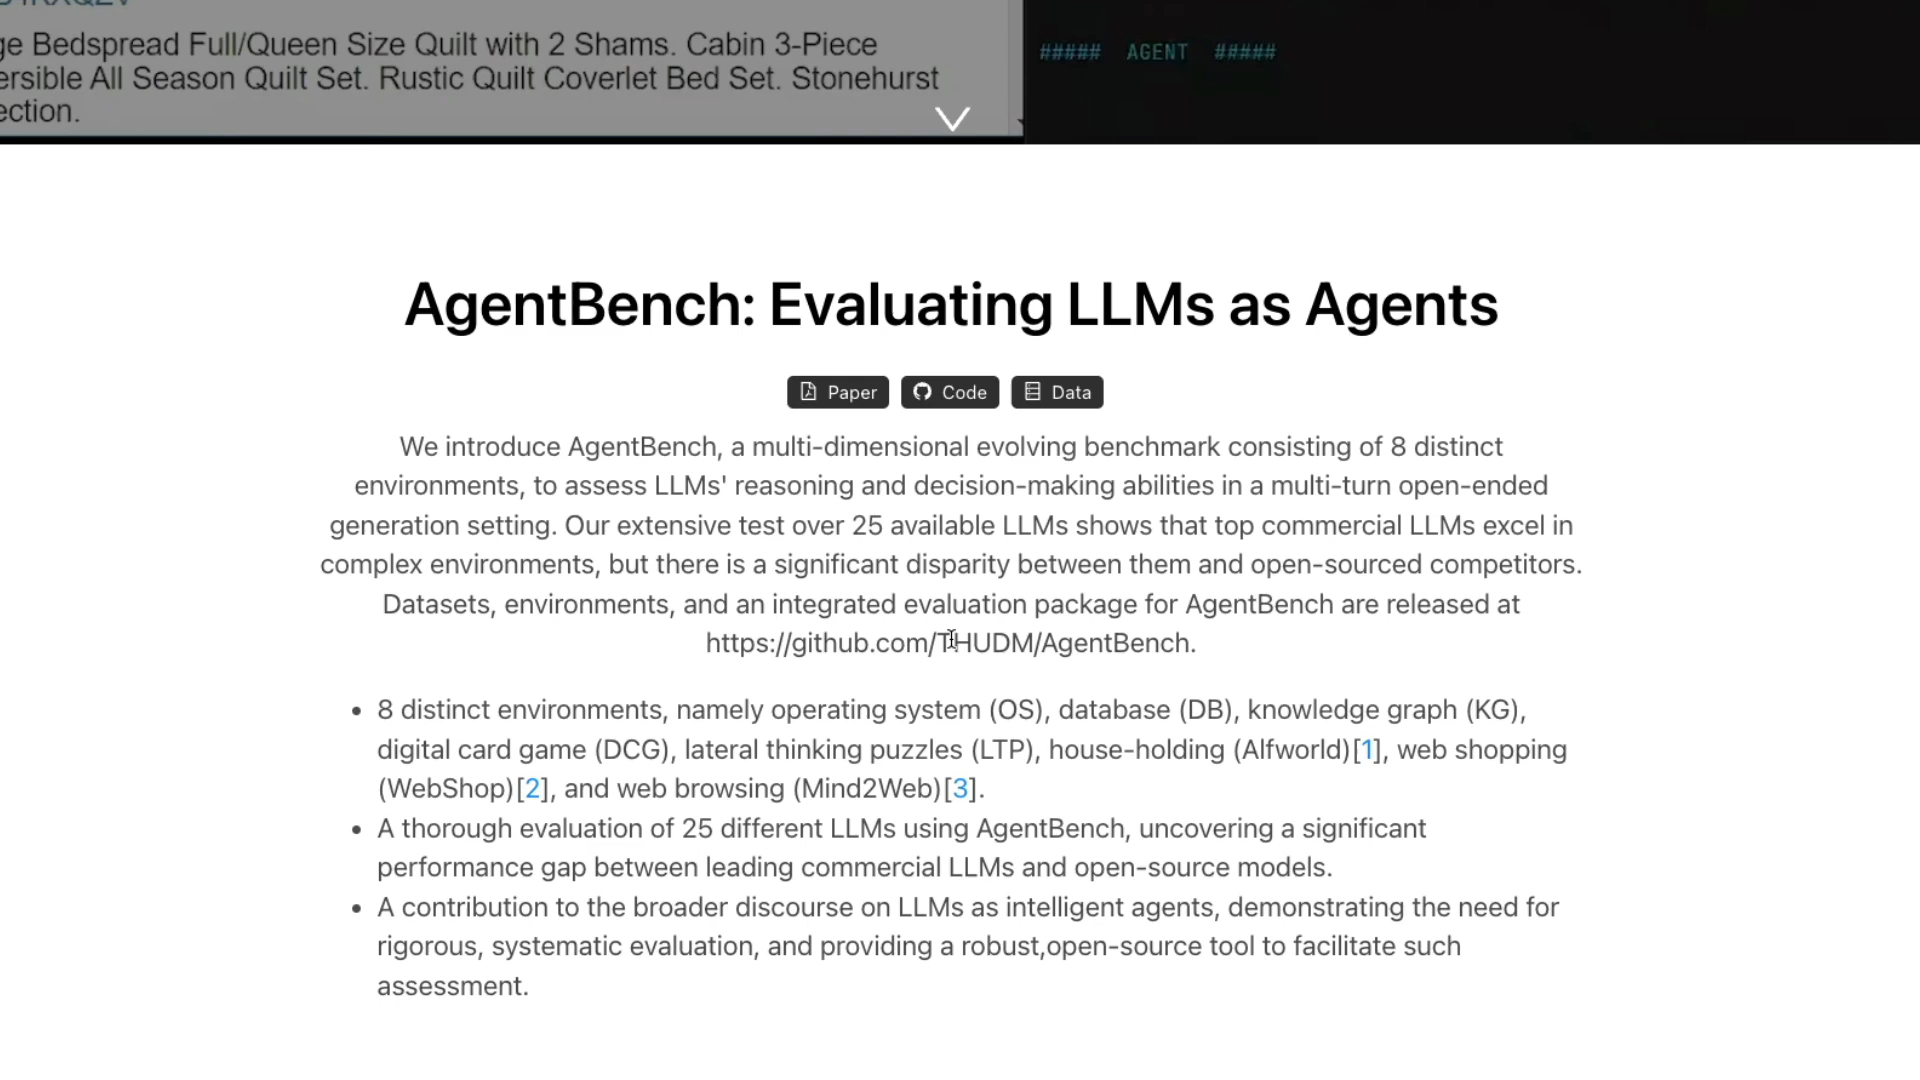 ge Bedspread Full/Queen Size Quilt with 2 Shams. Cabin 3-Piece
ersible All Season Quilt Set. Rustic Quilt Coverlet Bed Set. Stonehurst
ection.
##### AGENT #####
AgentBench: Evaluating LLMs as Agents
Paper Code Data
We introduce AgentBench, a multi-dimensional evolving benchmark consisting of 8 distinct
environments, to assess LLMs' reasoning and decision-making abilities in a multi-turn open-ended
generation setting. Our extensive test over 25 available LLMs shows that top commercial LLMs excel in
complex environments, but there is a significant disparity between them and open-sourced competitors.
Datasets, environments, and an integrated evaluation package for AgentBench are released at
https://github.com/THUDM/AgentBench.
• 8 distinct environments, namely operating system (OS), database (DB), knowledge graph (KG),
digital card game (DCG), lateral thinking puzzles (LTP), house-holding (Alfworld)[1], web shopping
(WebShop)[2], and web browsing (Mind2Web)[3].
• A thorough evaluation of 25 different LLMs using AgentBench, uncovering a significant
performance gap between leading commercial LLMs and open-source models.
• A contribution to the broader discourse on LLMs as intelligent agents, demonstrating the need for
rigorous, systematic evaluation, and providing a robust,open-source tool to facilitate such
assessment.